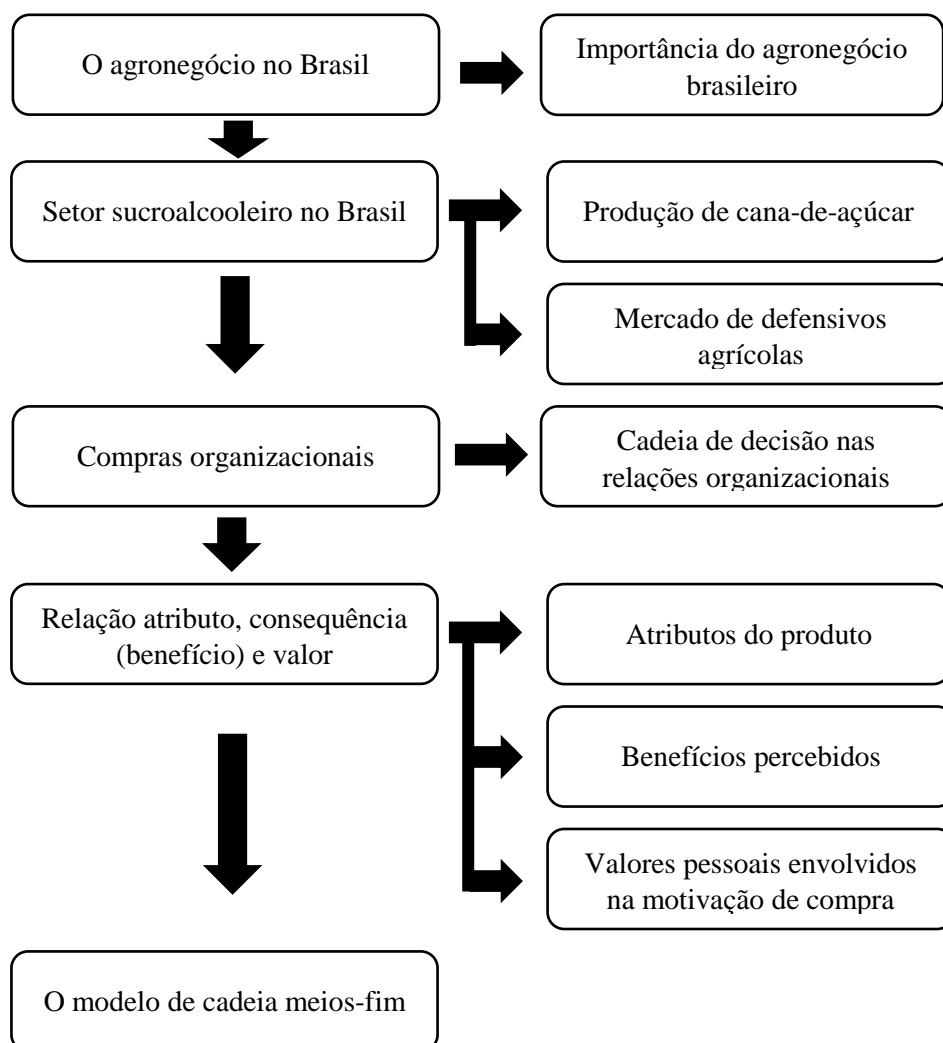 O agronegócio no Brasil
Importância do agronegócio
brasileiro
Setor sucroalcooleiro no Brasil
Produção de cana-de-açúcar
Mercado de defensivos
agrícolas
Compras organizacionais
Cadeia de decisão nas
relações organizacionais
Relação atributo, consequência
(benefício) e valor
Atributos do produto
Benefícios percebidos
Valores pessoais envolvidos
na motivação de compra
O modelo de cadeia meios-fim